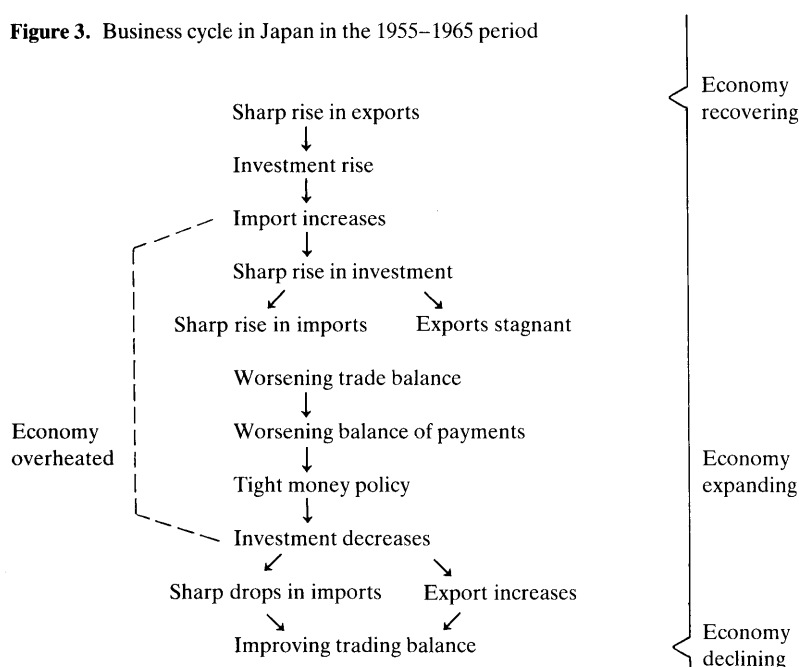 Figure 3. Business cycle in Japan in the 1955–1965 period
Economy
recovering
Sharp rise in exports
Investment rise
Import increases
Sharp rise in investment
Sharp rise in imports
Exports stagnant
Worsening trade balance
Economy
overheated
Worsening balance of payments
Economy
expanding
Tight money policy
Investment decreases
Sharp drops in imports
Export increases
Improving trading balance
Economy
declining